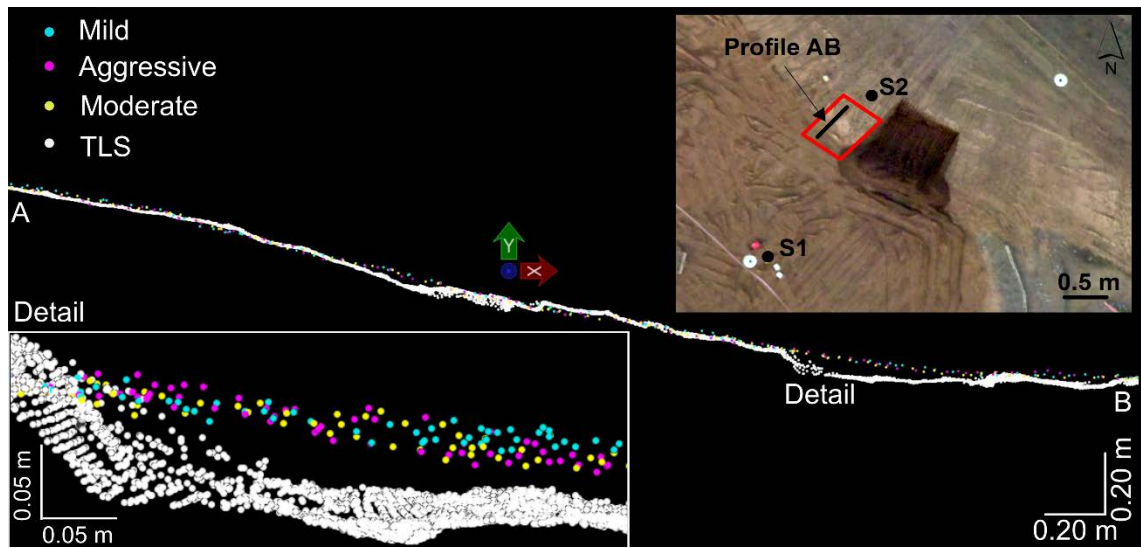 Mild
Aggressive
Moderate
TLS
Profile AB
N
S2
S1
0.5 m
A
Y
X
Detail
Detail
B
0.05 m
0.05 m
0.20 m
0.20 m